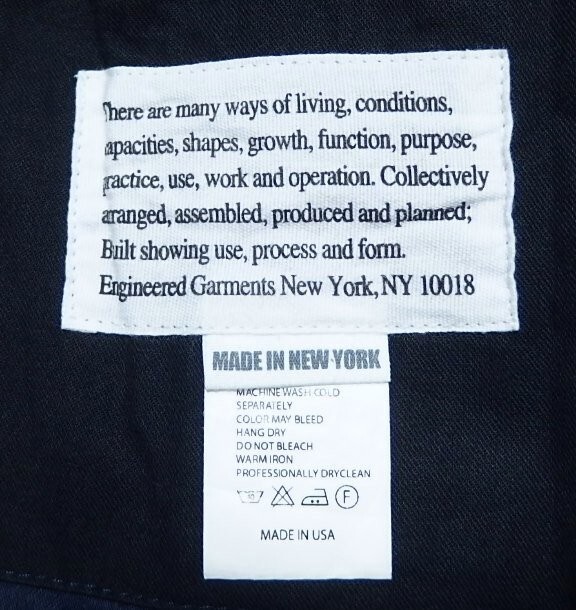 There are many ways of living, conditions,
capacities, shapes, growth, function, purpose,
practice, use, work and operation. Collectively
aranged, assembled, produced and planned;
Built showing use, process and form.
Engineered Garments New York, NY 10018
MADE IN NEW YORK
MACHINE WASH COLD
SEPARATELY
COLOR MAY BLEED
HANG DRY
DO NOT BLEACH
WARM IRON
PROFESSIONALLY DRYCLEAN
F
MADE IN USA